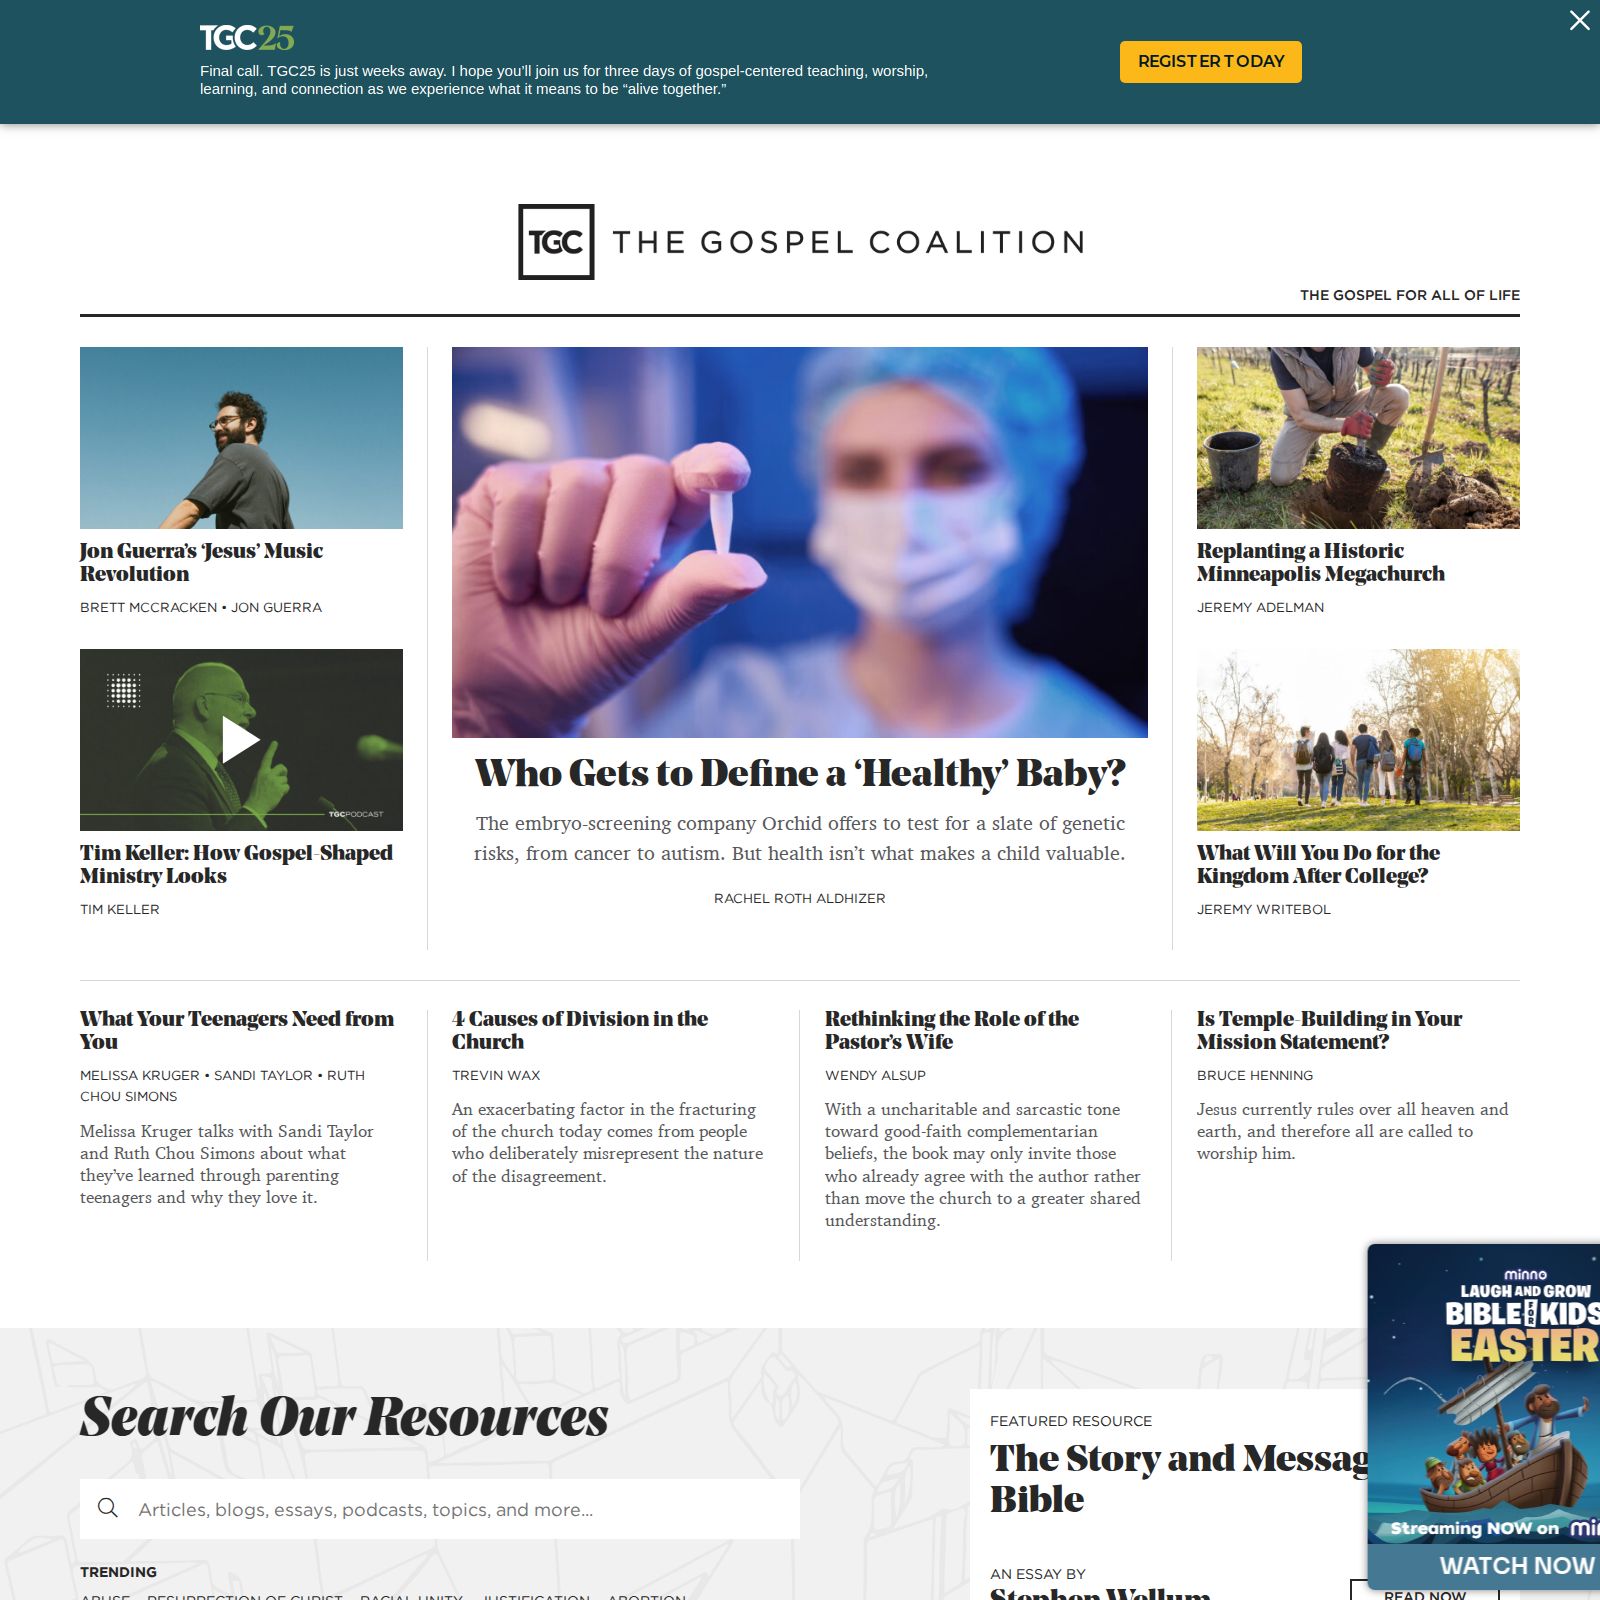 TGC25
Final call. TGC25 is just weeks away. I hope you’ll join us for three days of gospel-centered teaching, worship,
learning, and connection as we experience what it means to be “alive together.”
REGISTER TODAY
TGC THE GOSPEL COALITION
THE GOSPEL FOR ALL OF LIFE
Jon Guerra’s ‘Jesus’ Music
Revolution
BRETT MCCRACKEN • JON GUERRA
TGCPODCAST
Tim Keller: How Gospel-Shaped
Ministry Looks
TIM KELLER
Who Gets to Define a ‘Healthy’ Baby?
The embryo-screening company Orchid offers to test for a slate of genetic
risks, from cancer to autism. But health isn’t what makes a child valuable.
RACHEL ROTH ALDHIZER
Replanting a Historic
Minneapolis Megachurch
JEREMY ADELMAN
What Will You Do for the
Kingdom After College?
JEREMY WRITEBOL
What Your Teenagers Need from
You
MELISSA KRUGER • SANDI TAYLOR • RUTH
CHOU SIMONS
Melissa Kruger talks with Sandi Taylor
and Ruth Chou Simons about what
they’ve learned through parenting
teenagers and why they love it.
4 Causes of Division in the
Church
TREVIN WAX
An exacerbating factor in the fracturing
of the church today comes from people
who deliberately misrepresent the nature
of the disagreement.
Rethinking the Role of the
Pastor’s Wife
WENDY ALSUP
With a uncharitable and sarcastic tone
toward good-faith complementarian
beliefs, the book may only invite those
who already agree with the author rather
than move the church to a greater shared
understanding.
Is Temple-Building in Your
Mission Statement?
BRUCE HENNING
Jesus currently rules over all heaven and
earth, and therefore all are called to
worship him.
Search Our Resources
Articles, blogs, essays, podcasts, topics, and more...
TRENDING
ABUSE RESURRECTION OF CHRIST RACIAL UNITY JUSTIFICATION ABORTION
FEATURED RESOURCE
The Story and Messag
Bible
AN ESSAY BY
Stephen Wellum
READ NOW
minno
LAUGH AND GROW
BIBLE FOR KIDS
EASTER
Streaming NOW on min
WATCH NOW